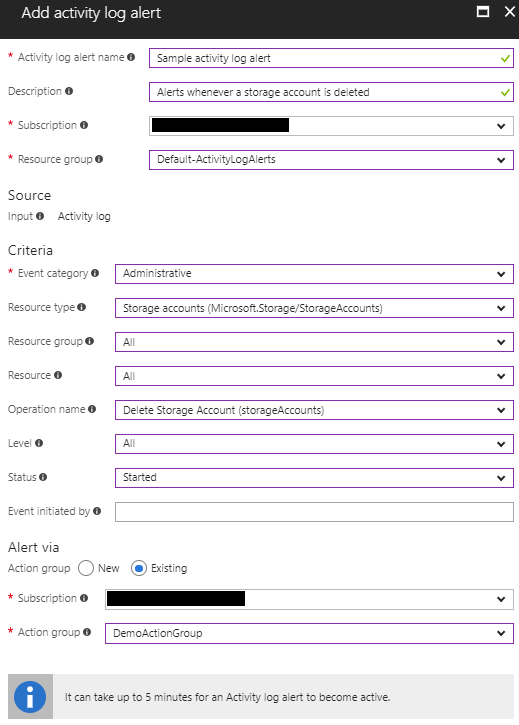 Add activity log alert
* Activity log alert name Sample activity log alert
Description Alerts whenever a storage account is deleted
* Subscription
* Resource group Default-ActivityLogAlerts
Source
Input Activity log
Criteria
* Event category Administrative
Resource type Storage accounts (Microsoft.Storage/StorageAccounts)
Resource group All
Resource All
Operation name Delete Storage Account (storageAccounts)
Level All
Status Started
Event initiated by
Alert via
Action group New Existing
* Subscription
* Action group DemoActionGroup
It can take up to 5 minutes for an Activity log alert to become active.